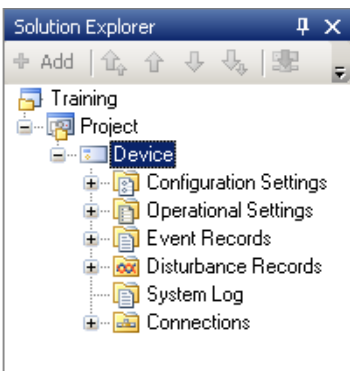 Solution Explorer
Add
Training
Project
Device
Configuration Settings
Operational Settings
Event Records
Disturbance Records
System Log
Connections